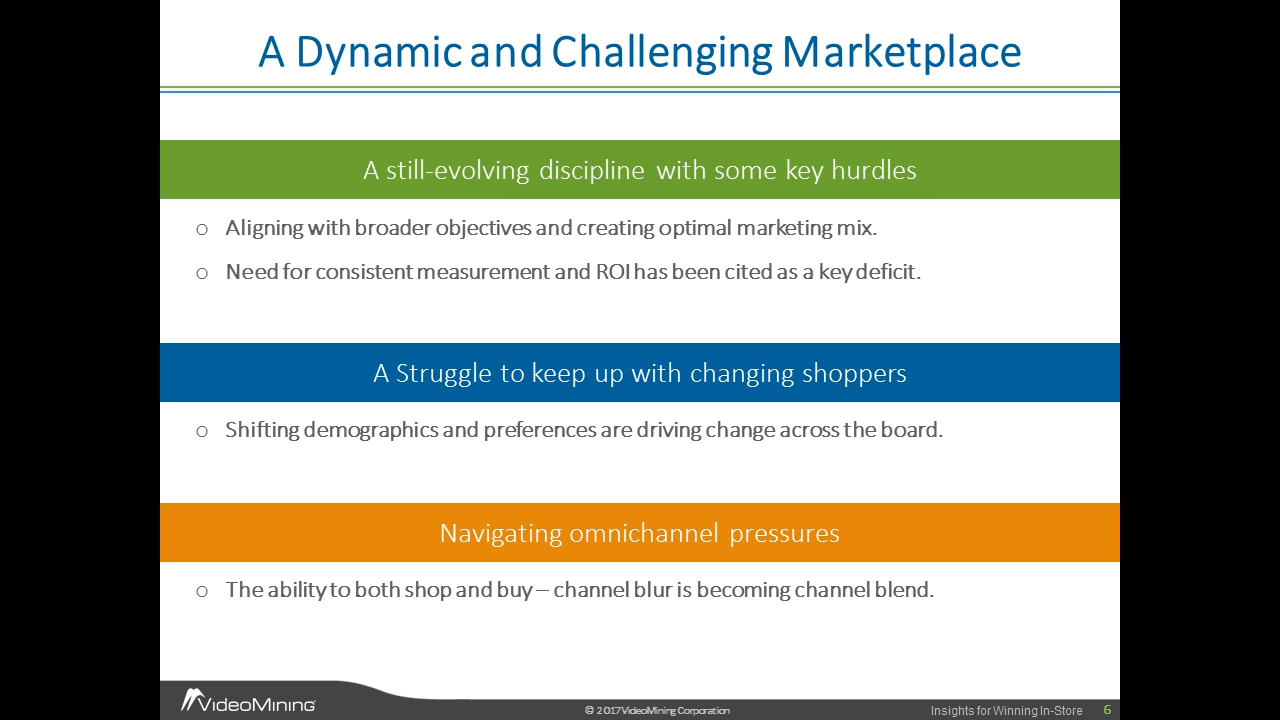 A Dynamic and Challenging Marketplace
A still-evolving discipline with some key hurdles
o Aligning with broader objectives and creating optimal marketing mix.
o Need for consistent measurement and ROI has been cited as a key deficit.
A Struggle to keep up with changing shoppers
o Shifting demographics and preferences are driving change across the board.
Navigating omnichannel pressures
o The ability to both shop and buy – channel blur is becoming channel blend.
VideoMining
© 2017 VideoMining Corporation
Insights for Winning In-Store 6